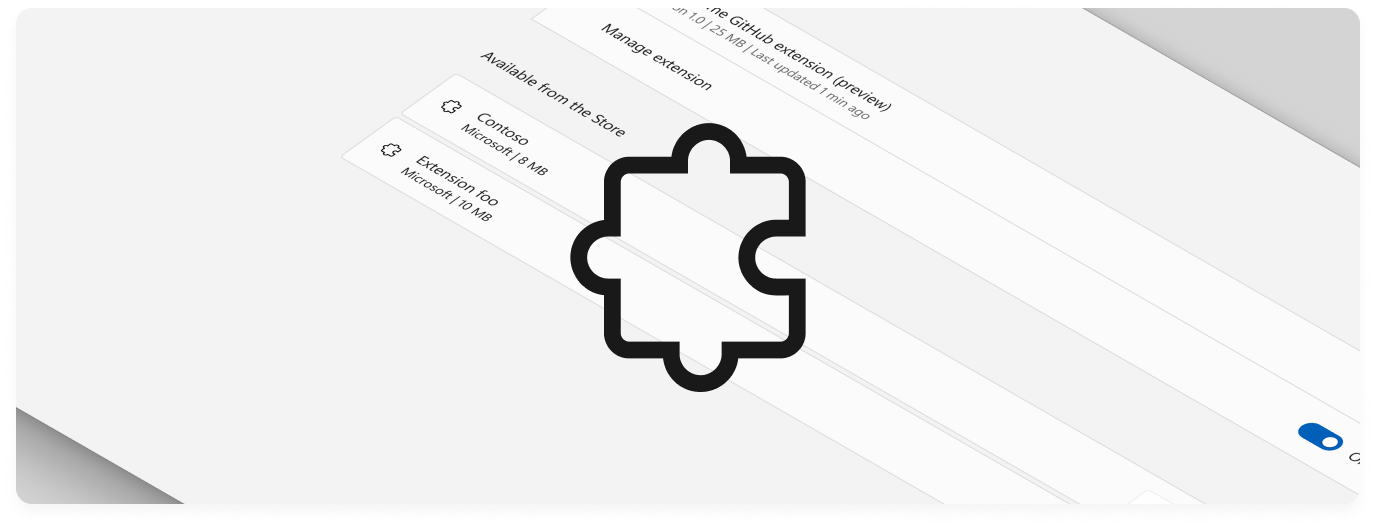 GitHub extension (preview)
1.0 | 25 MB | Last updated 1 min ago
Manage extension
Available from the Store
Contoso
Microsoft | 8 MB
Extension foo
Microsoft | 10 MB